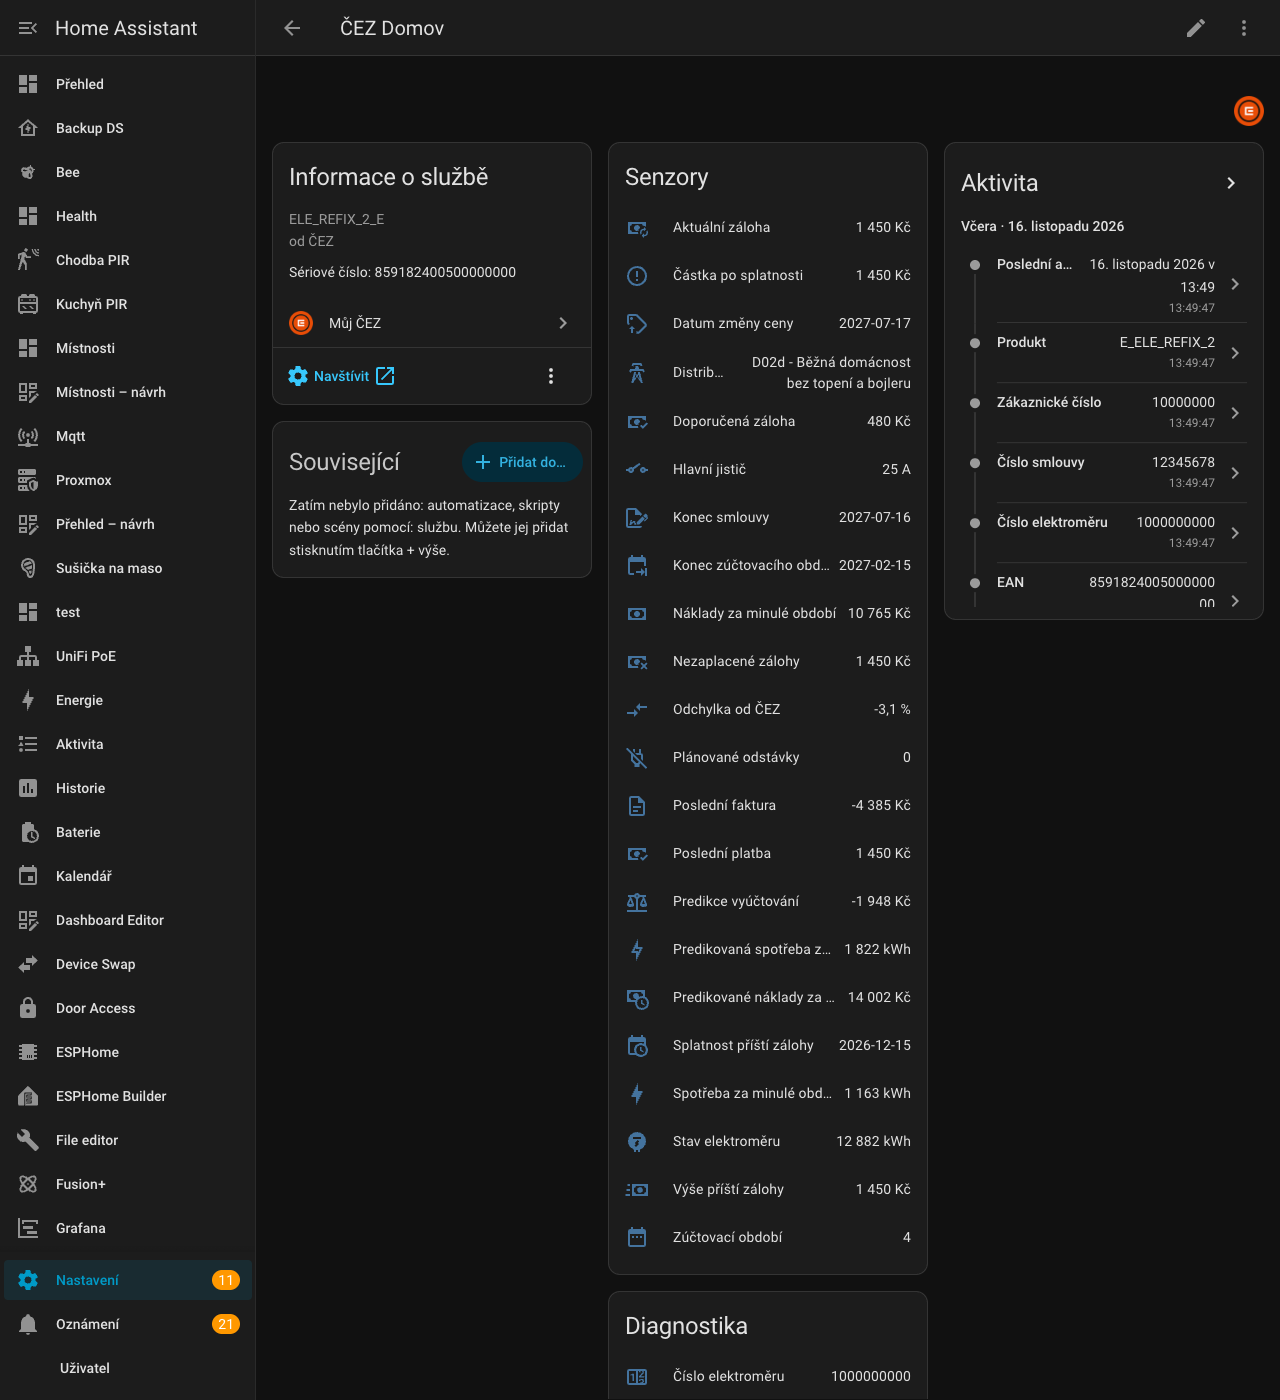 Home Assistant
Přehled
Backup DS
Bee
Health
Chodba PIR
Kuchyň PIR
Místnosti
Místnosti – návrh
Mqtt
Proxmox
Přehled – návrh
Sušička na maso
test
UniFi PoE
Energie
Aktivita
Historie
Baterie
Kalendář
Dashboard Editor
Device Swap
Door Access
ESPHome
ESPHome Builder
File editor
Fusion+
Grafana
Nastavení 11
Oznámení 21
Uživatel
ČEZ Domov
Informace o službě
ELE_REFIX_2_E
od ČEZ
Sériové číslo: 859182400500000000
Můj ČEZ
Navštívit
Související
Přidat do...
Zatím nebylo přidáno: automatizace, skripty
nebo scény pomocí: službu. Můžete jej přidat
stisknutím tlačítka + výše.
Senzory
Aktuální záloha 1 450 Kč
Částka po splatnosti 1 450 Kč
Datum změny ceny 2027-07-17
Distrib... D02d - Běžná domácnost
bez topení a bojleru
Doporučená záloha 480 Kč
Hlavní jistič 25 A
Konec smlouvy 2027-07-16
Konec zúčtovacího obd... 2027-02-15
Náklady za minulé období 10 765 Kč
Nezaplacené zálohy 1 450 Kč
Odchylka od ČEZ -3,1 %
Plánované odstávky 0
Poslední faktura -4 385 Kč
Poslední platba 1 450 Kč
Predikce vyúčtování -1 948 Kč
Predikovaná spotřeba z... 1 822 kWh
Predikované náklady za ... 14 002 Kč
Splatnost příští zálohy 2026-12-15
Spotřeba za minulé obd... 1 163 kWh
Stav elektroměru 12 882 kWh
Výše příští zálohy 1 450 Kč
Zúčtovací období 4
Diagnostika
Číslo elektroměru 1000000000
Aktivita
Včera · 16. listopadu 2026
Poslední a... 16. listopadu 2026 v
13:49
13:49:47
Produkt E_ELE_REFIX_2
13:49:47
Zákaznické číslo 10000000
13:49:47
Číslo smlouvy 12345678
13:49:47
Číslo elektroměru 1000000000
13:49:47
EAN 8591824005000000
00